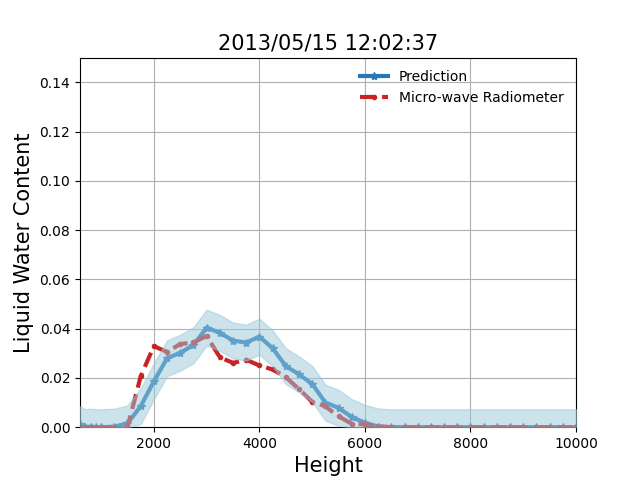 2013/05/15 12:02:37
Prediction
Micro-wave Radiometer
Liquid Water Content
0.14
0.12
0.10
0.08
0.06
0.04
0.02
0.00
2000 4000 6000 8000 10000
Height